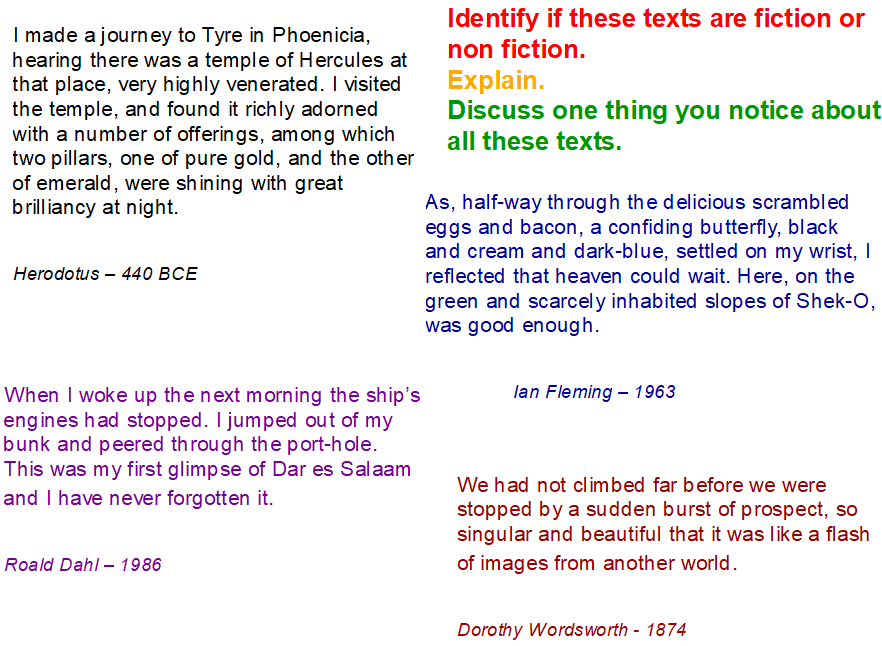 I made a journey to Tyre in Phoenicia,
hearing there was a temple of Hercules at
that place, very highly venerated. I visited
the temple, and found it richly adorned
with a number of offerings, among which
two pillars, one of pure gold, and the other
of emerald, were shining with great
brilliancy at night.
Herodotus – 440 BCE
Identify if these texts are fiction or
non fiction.
Explain.
Discuss one thing you notice about
all these texts.
As, half-way through the delicious scrambled
eggs and bacon, a confiding butterfly, black
and cream and dark-blue, settled on my wrist, I
reflected that heaven could wait. Here, on the
green and scarcely inhabited slopes of Shek-O,
was good enough.
Ian Fleming – 1963
When I woke up the next morning the ship’s
engines had stopped. I jumped out of my
bunk and peered through the port-hole.
This was my first glimpse of Dar es Salaam
and I have never forgotten it.
Roald Dahl – 1986
We had not climbed far before we were
stopped by a sudden burst of prospect, so
singular and beautiful that it was like a flash
of images from another world.
Dorothy Wordsworth - 1874